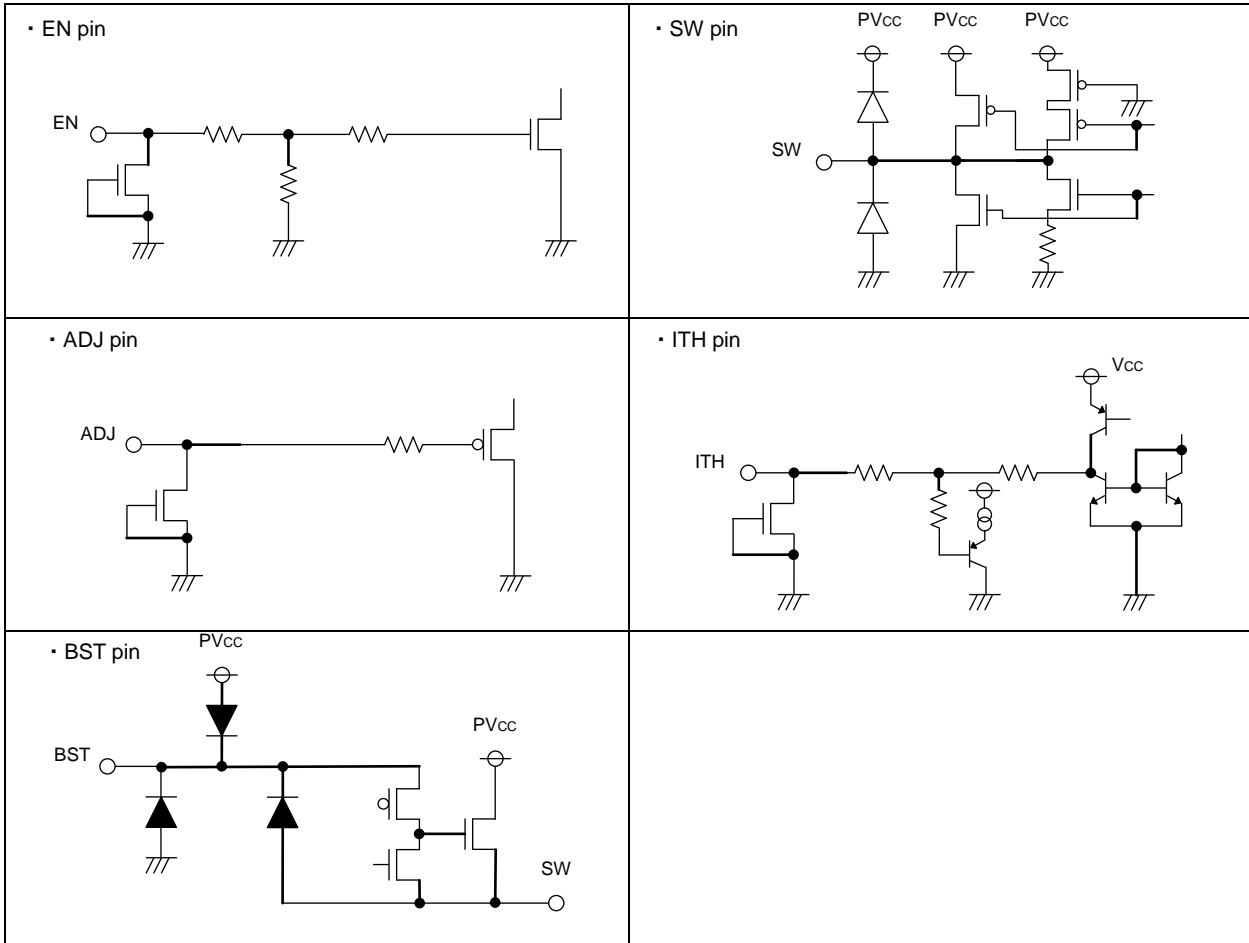 ・EN pin
EN
・SW pin
PVCC PVCC PVCC
SW
・ADJ pin
ADJ
・ITH pin
VCC
ITH
・BST pin
PVCC
PVCC
BST
SW